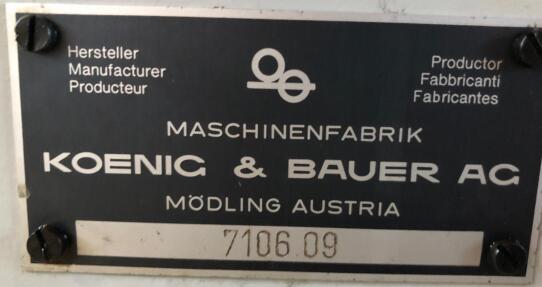 Hersteller
Manufacturer
Producteur
Productor
Fabbricanti
Fabricantes
MASCHINENFABRIK
KOENIG & BAUER AG
MÖDLING AUSTRIA
7106.09